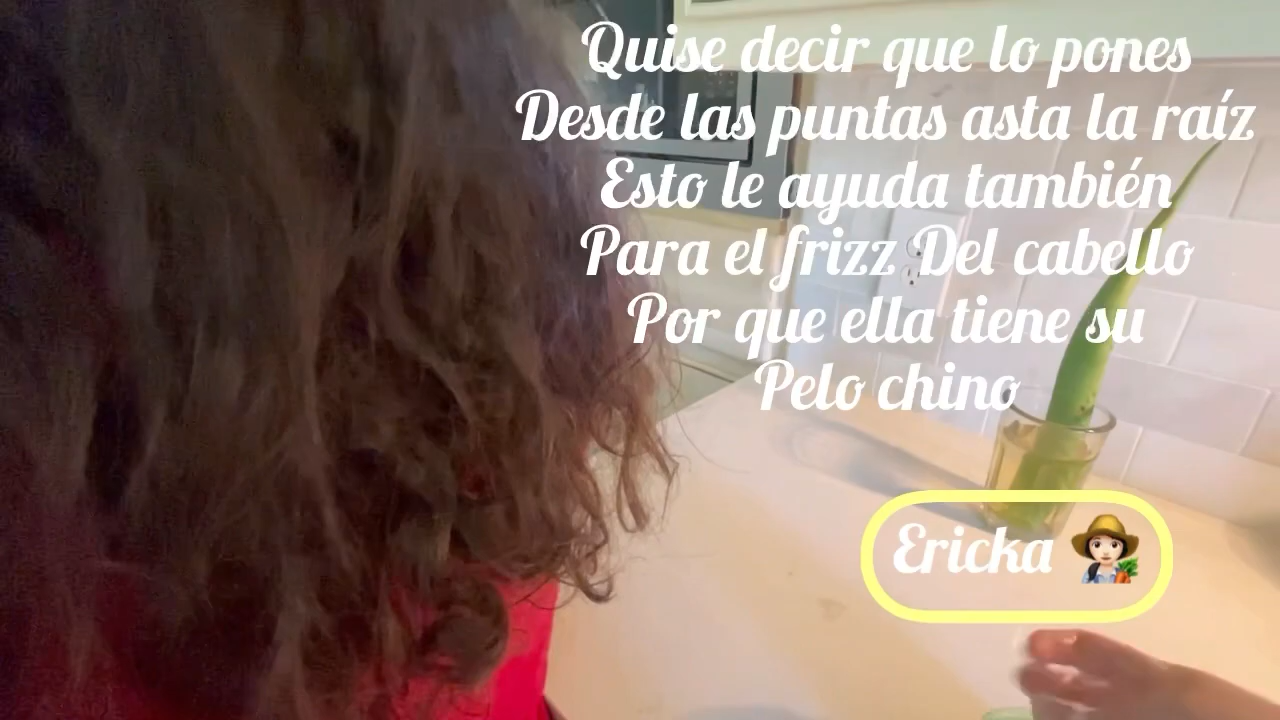 Quise decir que lo pones
Desde las puntas asta la raíz
Esto le ayuda también
Para el frizz Del cabello
Por que ella tiene su
Pelo chino
Ericka